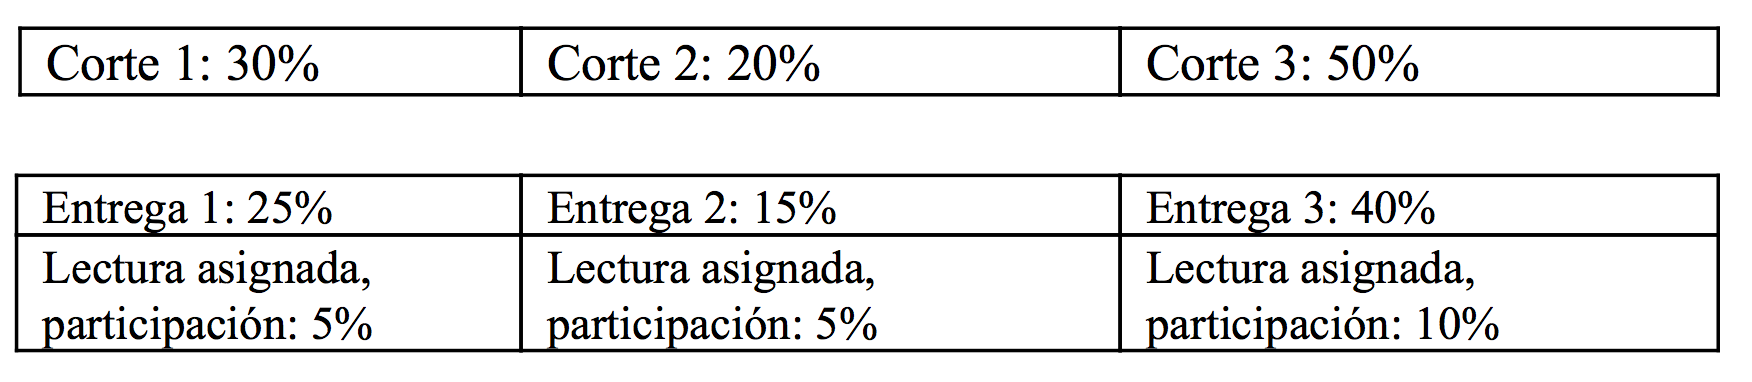 Corte 1: 30%
Corte 2: 20%
Corte 3: 50%
Entrega 1: 25%
Entrega 2: 15%
Entrega 3: 40%
Lectura asignada,
participación: 5%
Lectura asignada,
participación: 5%
Lectura asignada,
participación: 10%